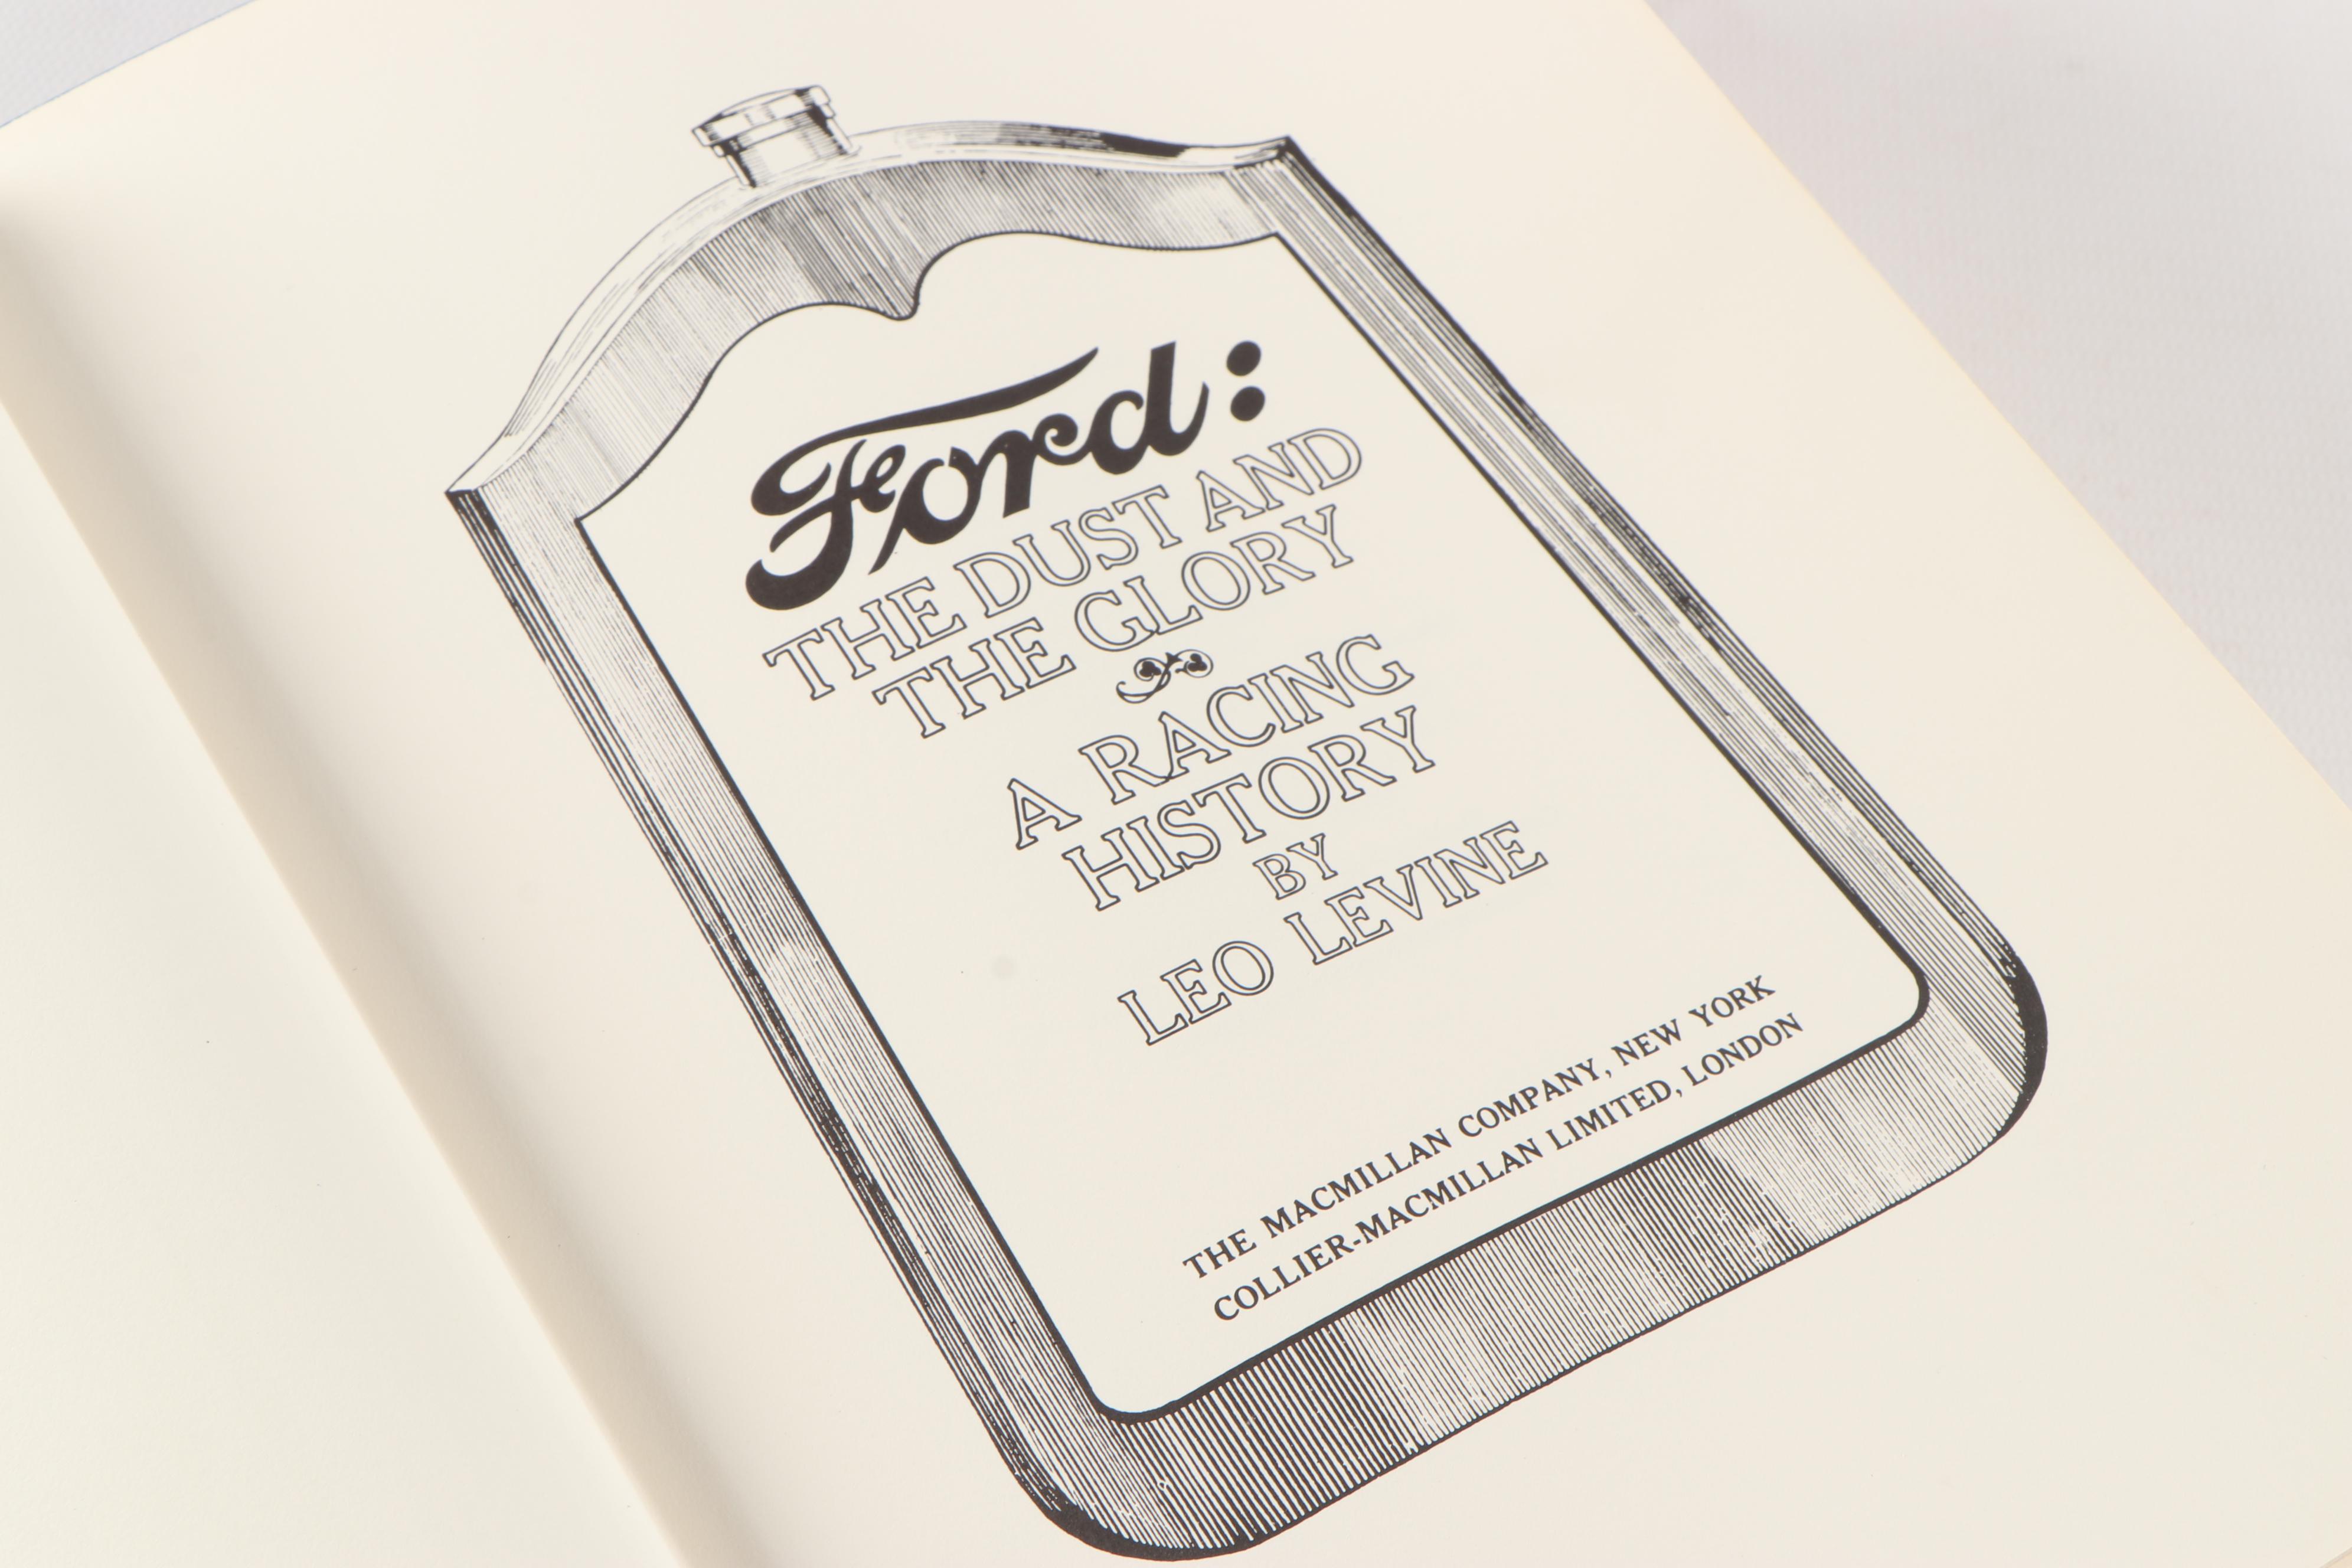 Ford:
THE DUST AND
THE GLORY
A RACING
HISTORY
BY
LEO LEVINE
THE MACMILLAN COMPANY, NEW YORK
COLLIER-MACMILLAN LIMITED, LONDON